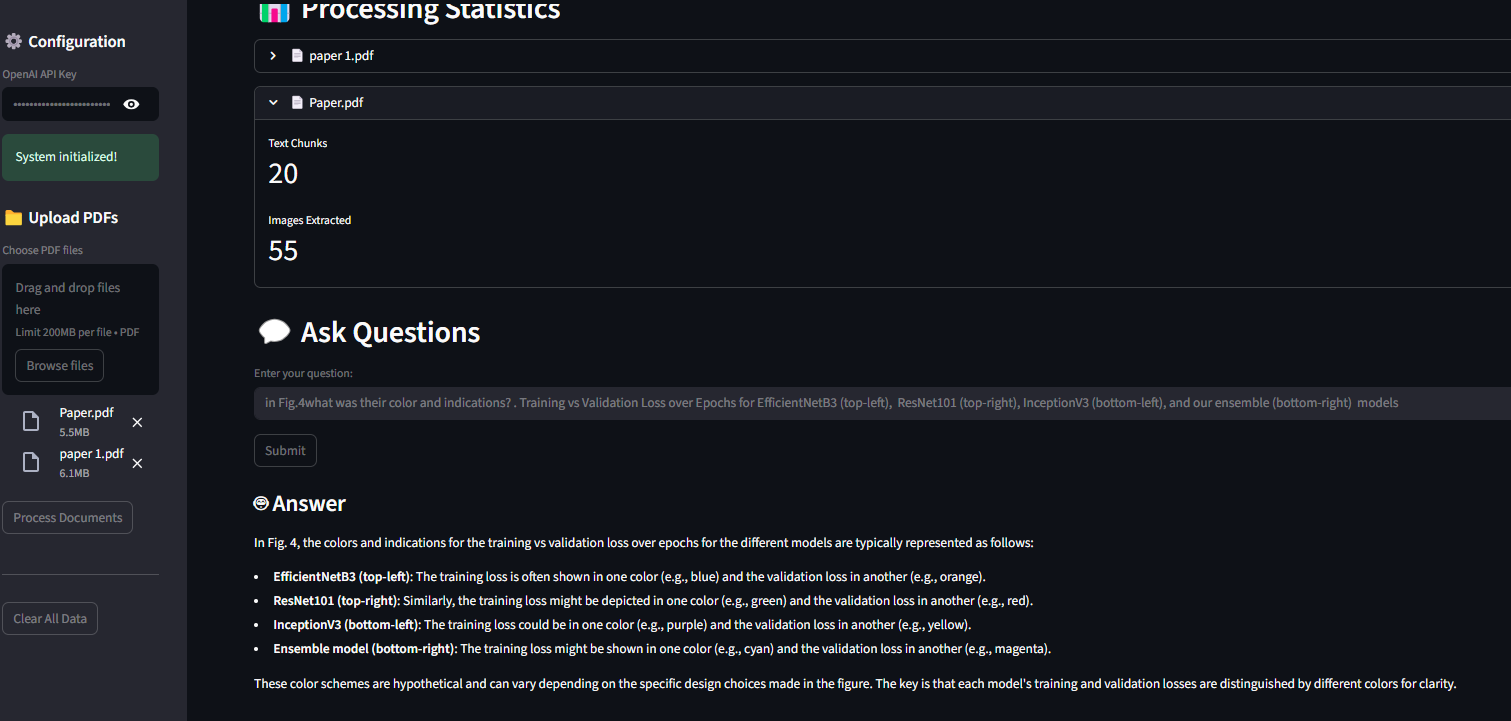 Configuration
OpenAI API Key
System initialized!
Upload PDFs
Choose PDF files
Drag and drop files
here
Limit 200MB per file • PDF
Browse files
Paper.pdf
5.5MB
paper 1.pdf
6.1MB
Process Documents
Clear All Data
Processing Statistics
paper 1.pdf
Paper.pdf
Text Chunks
20
Images Extracted
55
Ask Questions
Enter your question:
in Fig.4what was their color and indications? . Training vs Validation Loss over Epochs for EfficientNetB3 (top-left), ResNet101 (top-right), InceptionV3 (bottom-left), and our ensemble (bottom-right) models
Submit
Answer
In Fig. 4, the colors and indications for the training vs validation loss over epochs for the different models are typically represented as follows:
• EfficientNetB3 (top-left): The training loss is often shown in one color (e.g., blue) and the validation loss in another (e.g., orange).
• ResNet101 (top-right): Similarly, the training loss might be depicted in one color (e.g., green) and the validation loss in another (e.g., red).
• InceptionV3 (bottom-left): The training loss could be in one color (e.g., purple) and the validation loss in another (e.g., yellow).
• Ensemble model (bottom-right): The training loss might be shown in one color (e.g., cyan) and the validation loss in another (e.g., magenta).
These color schemes are hypothetical and can vary depending on the specific design choices made in the figure. The key is that each model's training and validation losses are distinguished by different colors for clarity.